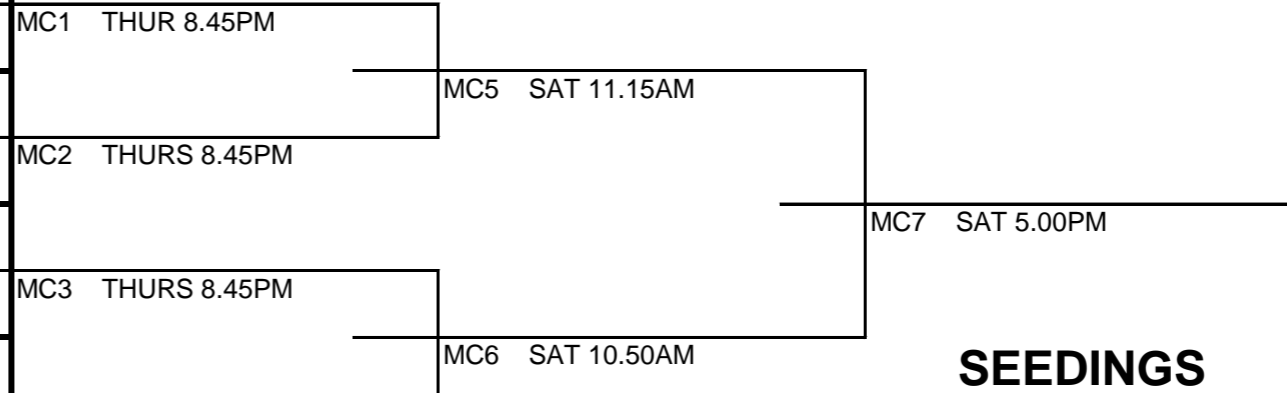 MC1 THUR 8.45PM
MC5 SAT 11.15AM
MC2 THURS 8.45PM
MC7 SAT 5.00PM
MC3 THURS 8.45PM
MC6 SAT 10.50AM
SEEDINGS